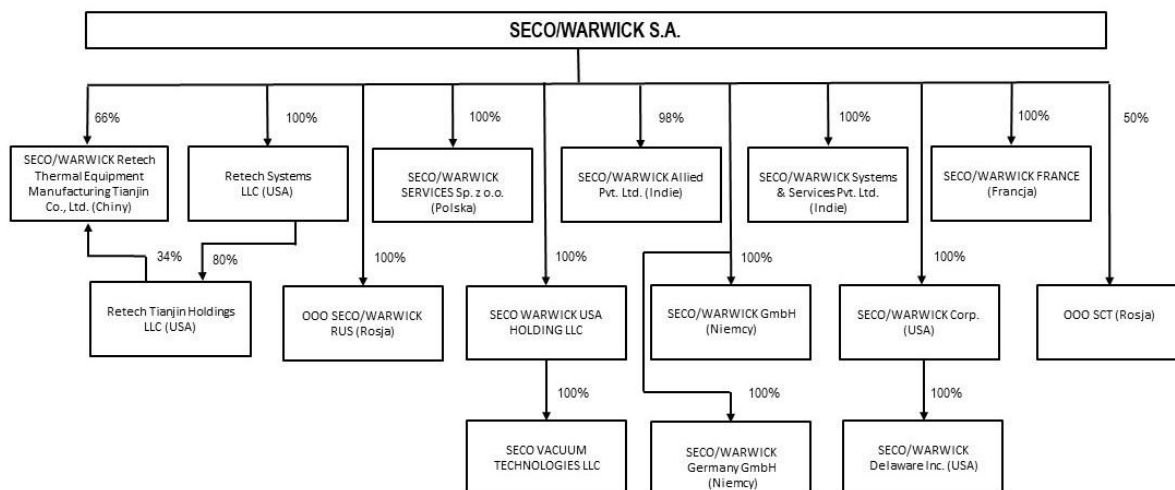 SECO/WARWICK S.A.
66%
100%
100%
98%
100%
100%
50%
SECO/WARWICK Retech
Thermal Equipment
Manufacturing Tianjin
Co., Ltd. (Chiny)
Retech Systems
LLC (USA)
SECO/WARWICK
SERVICES Sp. z o.o.
(Polska)
SECO/WARWICK Allied
Pvt. Ltd. (Indie)
SECO/WARWICK Systems
& Services Pvt. Ltd.
(Indie)
SECO/WARWICK FRANCE
(Francja)
34%
80%
100%
100%
100%
100%
Retech Tianjin Holdings
LLC (USA)
OOO SECO/WARWICK
RUS (Rosja)
SECO WARWICK USA
HOLDING LLC
SECO/WARWICK GmbH
(Niemcy)
SECO/WARWICK Corp.
(USA)
OOO SCT (Rosja)
100%
100%
100%
SECO VACUUM
TECHNOLOGIES LLC
SECO/WARWICK
Germany GmbH
(Niemcy)
SECO/WARWICK
Delaware Inc. (USA)